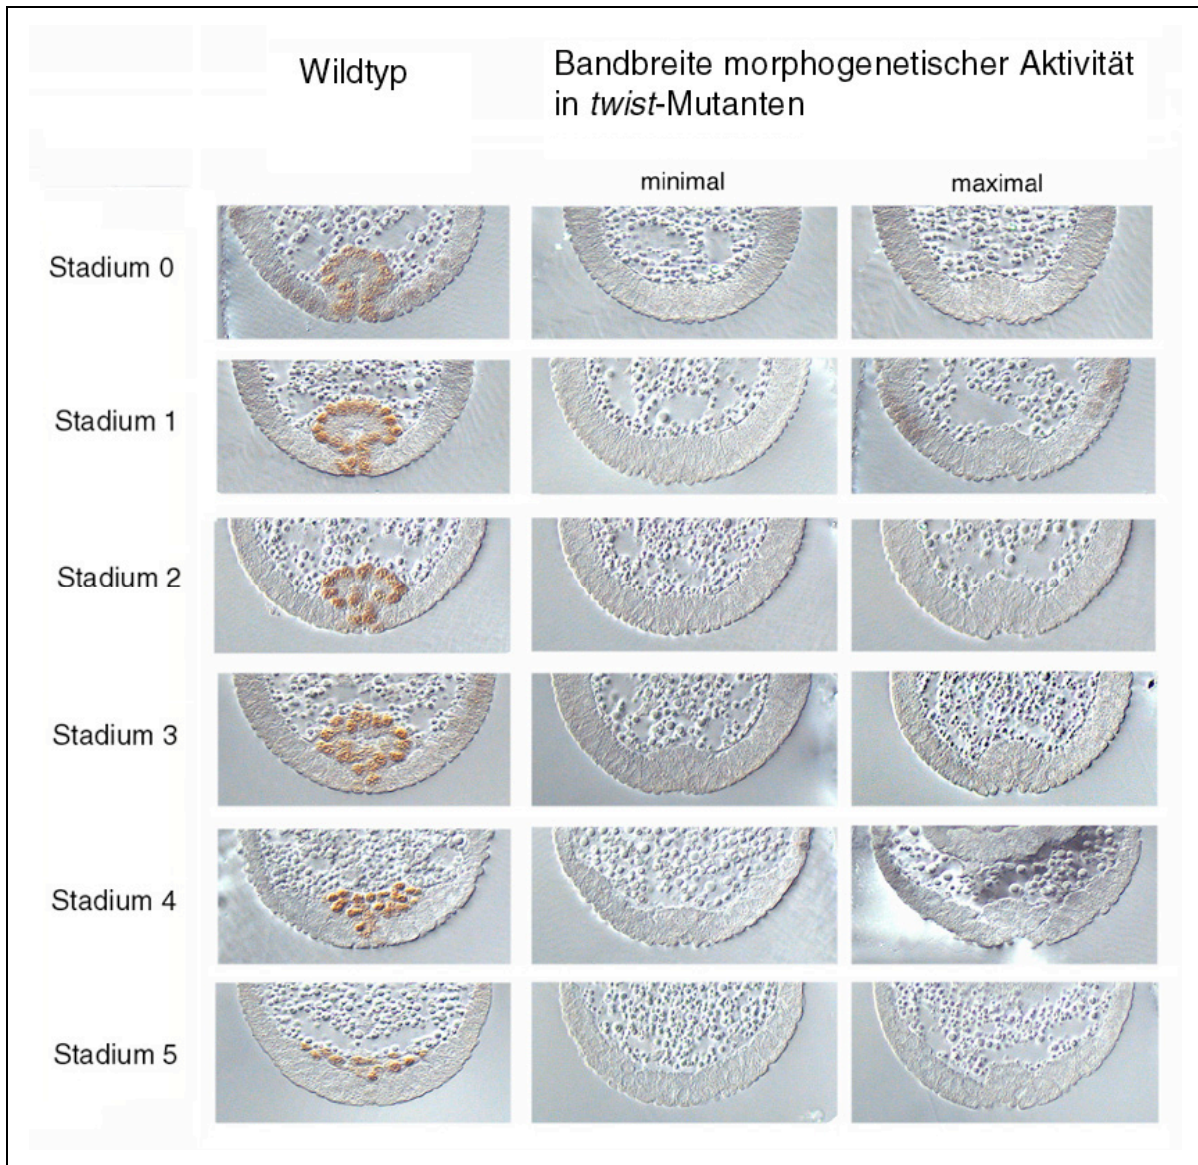 Wildtyp
Bandbreite morphogenetischer Aktivität
in twist-Mutanten
minimal
maximal
Stadium 0
Stadium 1
Stadium 2
Stadium 3
Stadium 4
Stadium 5